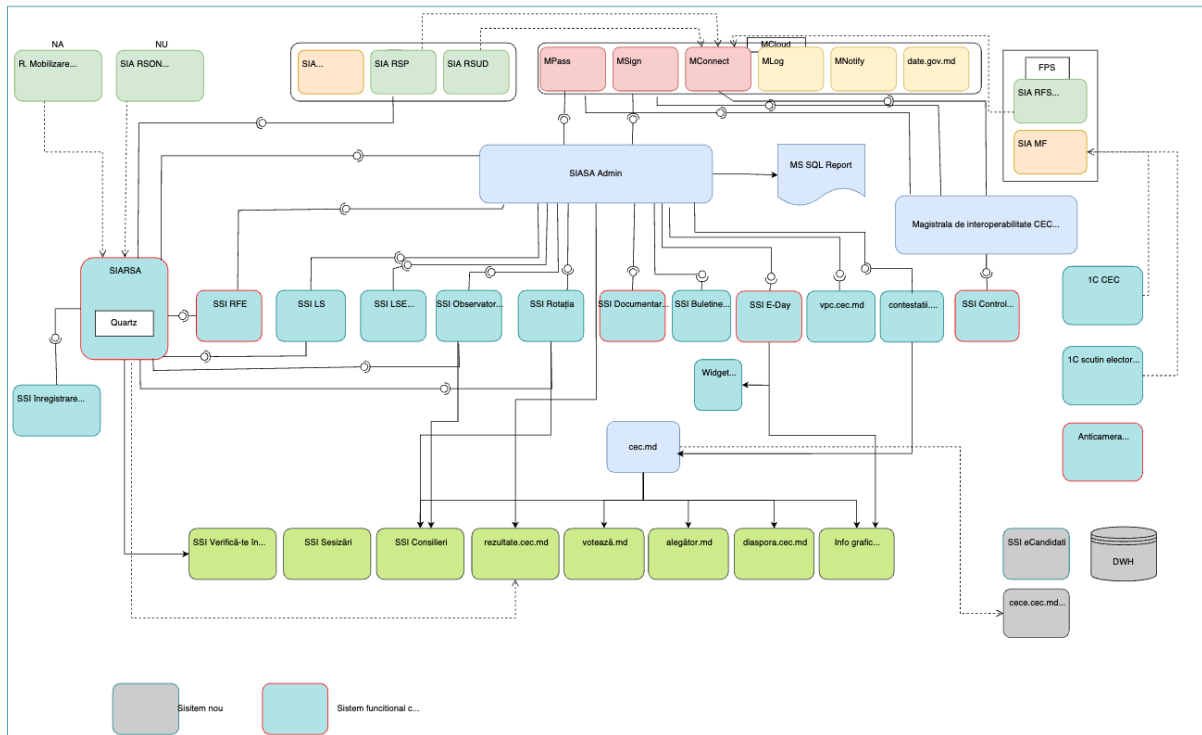 NA
NU
MCloud
R. Mobilizare...
SIA RSON...
SIA...
SIA RSP
SIA RSUD
MPass
MSign
MConnect
MLog
MNotify
date.gov.md
FPS
SIA RFS...
SIA MF
SIASA Admin
MS SQL Report
Magistrala de interoperabilitate CEC...
SIARSA
Quartz
SSI RFE
SSI LS
SSI LSE...
SSI Observator...
SSI Rotația
SSI Documentar...
SSI Buletine...
SSI E-Day
vpc.cec.md
contestatii....
SSI Control...
1C CEC
SSI înregistrare...
Widget...
1C scutin elector...
cec.md
Anticamera...
SSI Verifică-te în...
SSI Sesizări
SSI Consilieri
rezultate.cec.md
votează.md
alegător.md
diaspora.cec.md
Info grafic...
SSI eCandidati
DWH
cece.cec.md...
Sisitem nou
Sistem funcitional c...